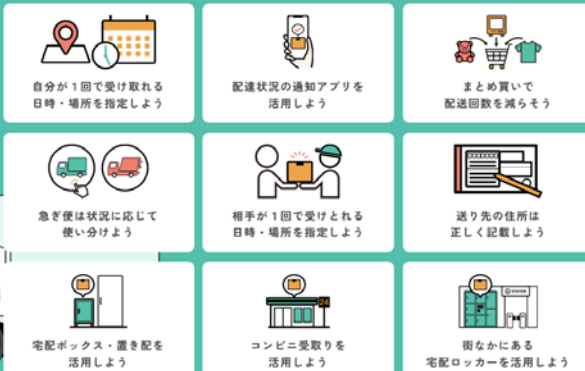 自分が1回で受け取れる
日時・場所を指定しよう
配達状況の通知アプリを
活用しよう
まとめ買いで
配送回数を減らそう
急ぎ便は状況に応じて
使い分けよう
相手が1回で受けとれる
日時・場所を指定しよう
送り先の住所は
正しく記載しよう
24
STATION
宅配ボックス・置き配を
活用しよう
コンビニ受取りを
活用しよう
街なかにある
宅配ロッカーを活用しよう